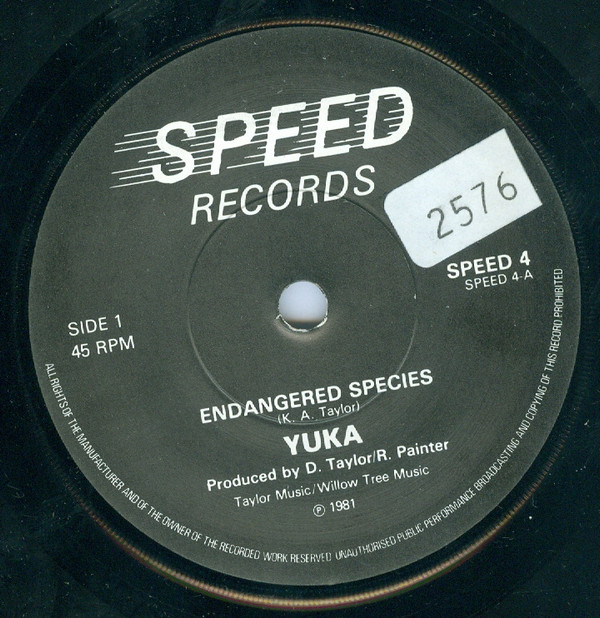 SPEED
RECORDS
2576
SPEED 4
SPEED 4-A
SIDE 1
45 RPM
ENDANGERED SPECIES
(K. A. Taylor)
YUKA
Produced by D. Taylor/R. Painter
Taylor Music/Willow Tree Music
℗ 1981
ALL RIGHTS OF THE MANUFACTURER AND OF THE OWNER OF THE RECORDED WORK RESERVED UNAUTHORISED PUBLIC PERFORMANCE BROADCASTING AND COPYING OF THIS RECORD PROHIBITED